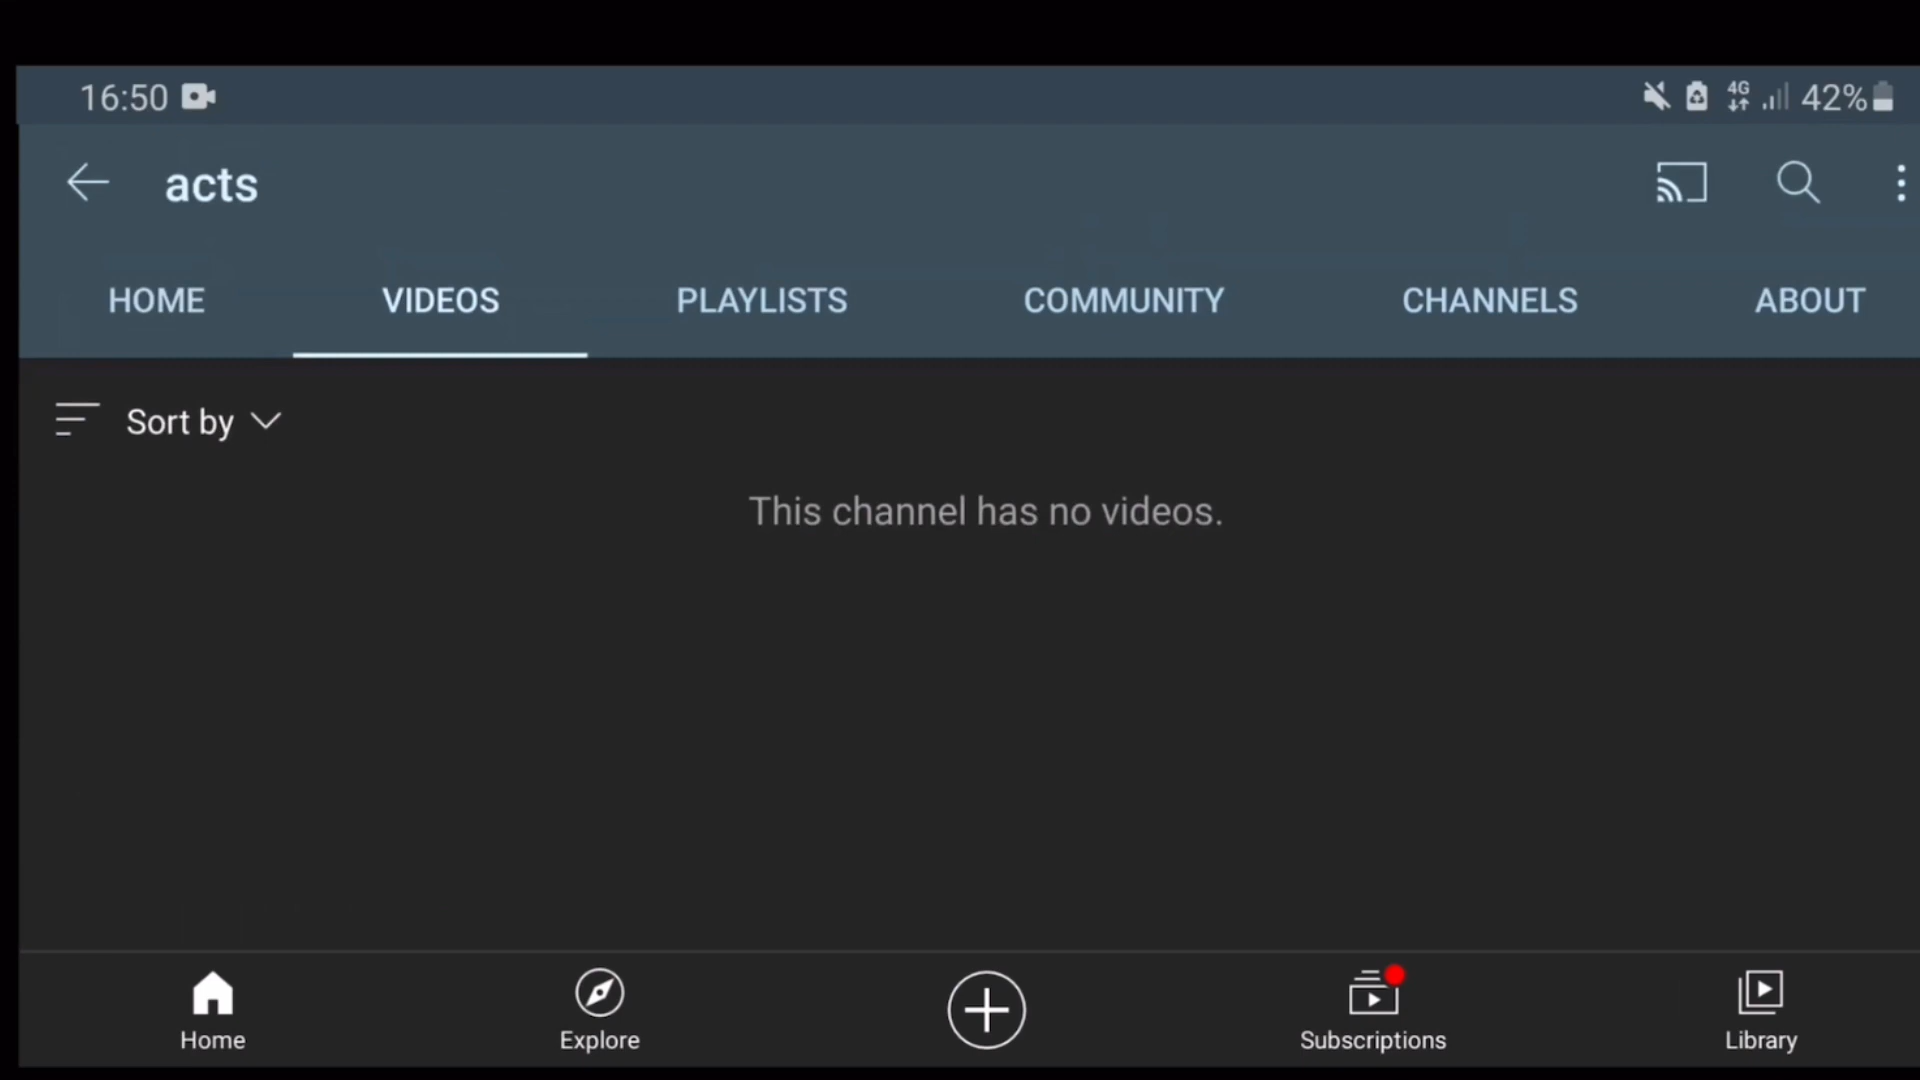 16:50
4G 42%
acts
HOME VIDEOS PLAYLISTS COMMUNITY CHANNELS ABOUT
Sort by
This channel has no videos.
Home Explore Subscriptions Library